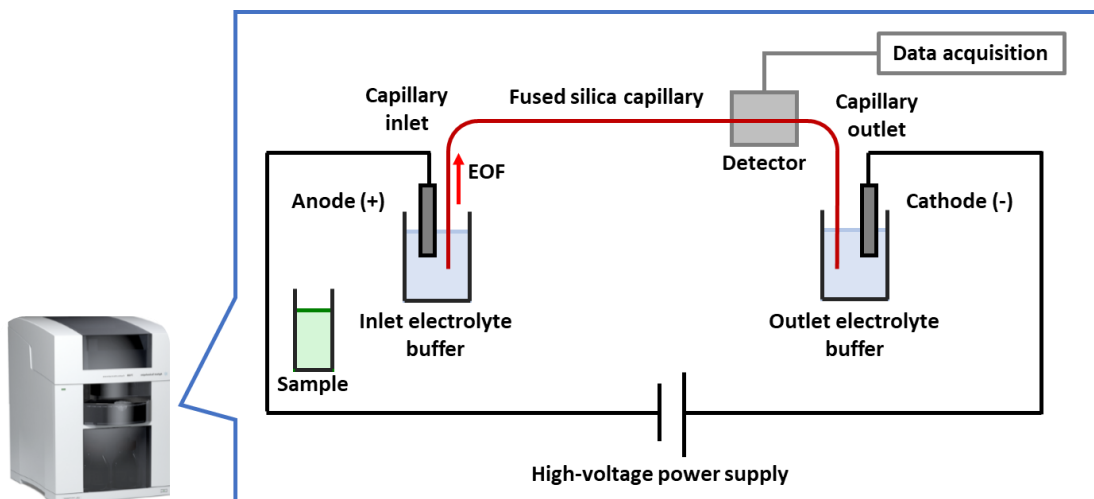 Data acquisition
Capillary
inlet
Fused silica capillary
Capillary
outlet
Detector
EOF
Anode (+)
Cathode (-)
Inlet electrolyte
buffer
Outlet electrolyte
buffer
Sample
High-voltage power supply